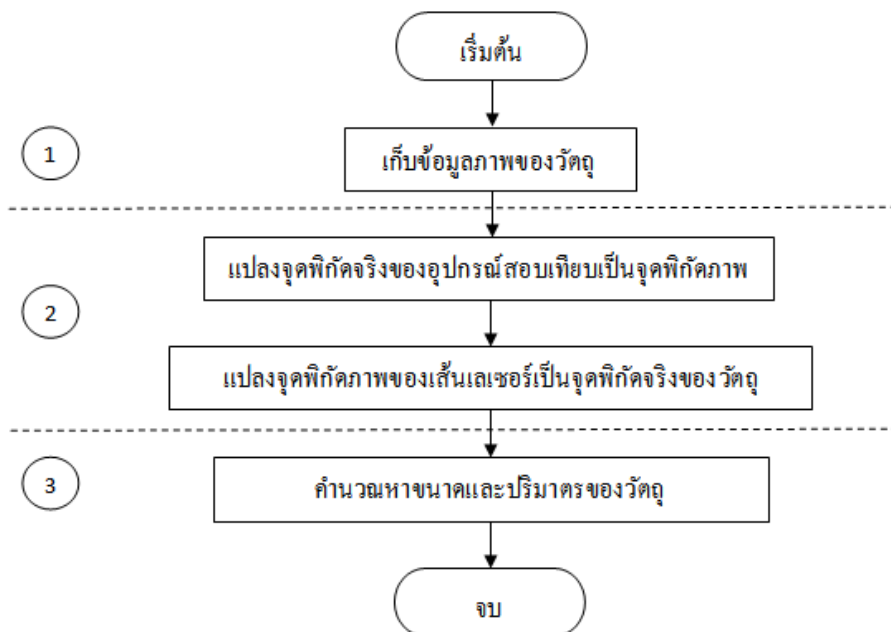 เริ่มต้น
1
เก็บข้อมูลภาพของวัตถุ
แปลงจุดพิกัดจริงของอุปกรณ์สอบเทียบเป็นจุดพิกัดภาพ
2
แปลงจุดพิกัดภาพของเส้นเลเซอร์เป็นจุดพิกัดจริงของวัตถุ
3
คำนวณหาขนาดและปริมาตรของวัตถุ
จบ